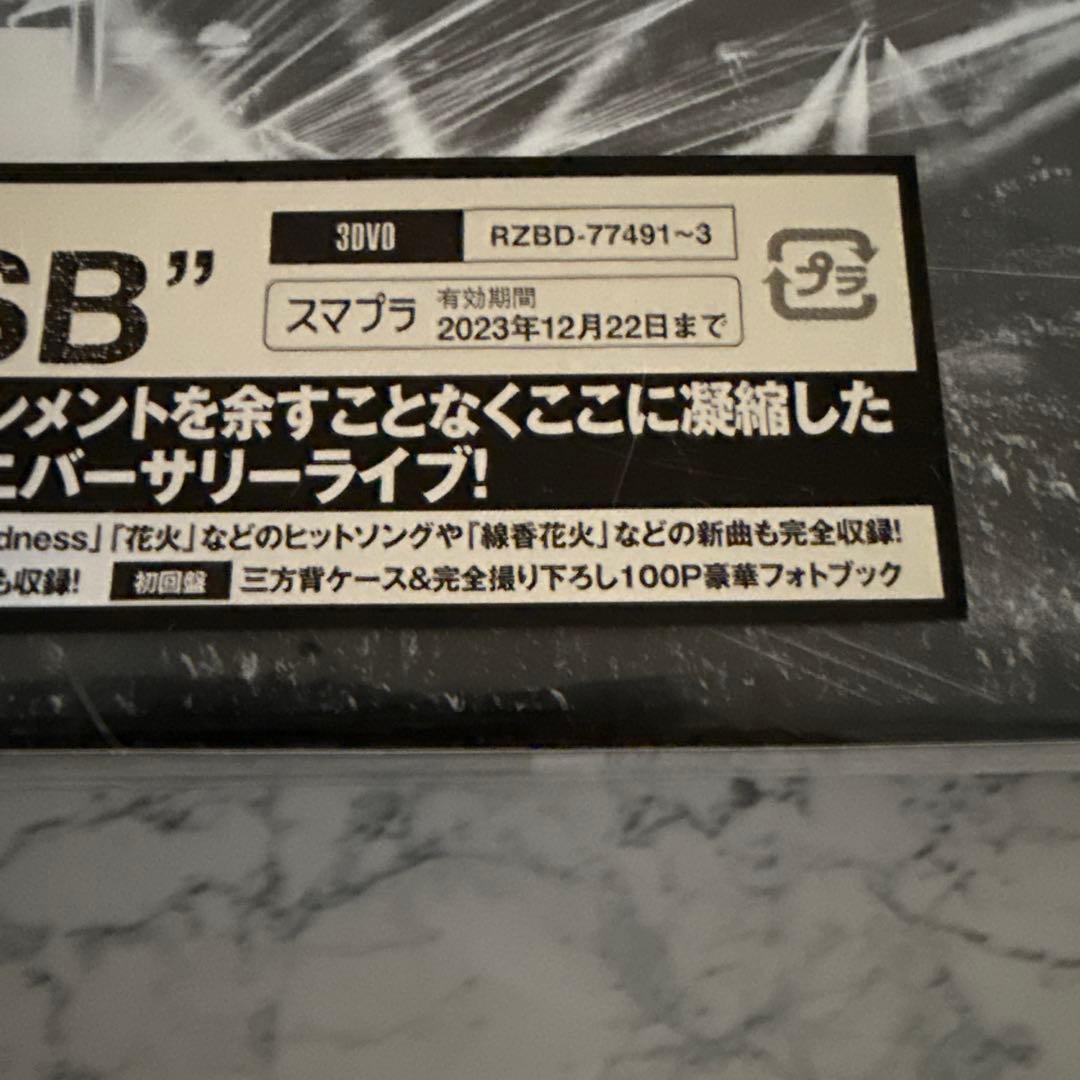 3DVD RZBD-77491~3
SB”
スマプラ 有効期間
2023年12月22日まで
プラ
ンメントを余すことなくここに凝縮した
ニバーサリーライブ!
dness」「花火」などのヒットソングや「線香花火」などの新曲も完全収録!
も収録! 初回盤 三方背ケース&完全撮り下ろし100P豪華フォトブック